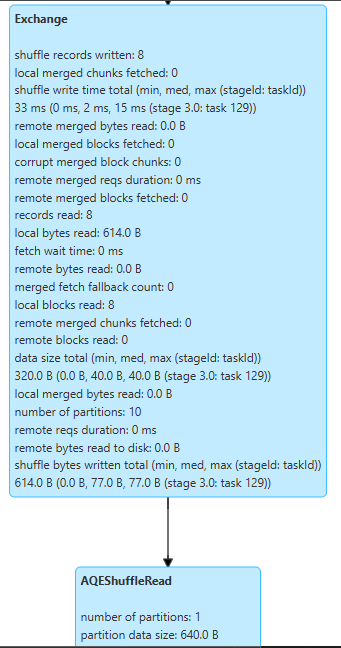 Exchange
shuffle records written: 8
local merged chunks fetched: 0
shuffle write time total (min, med, max (stageId: taskId))
33 ms (0 ms, 2 ms, 15 ms (stage 3.0: task 129))
remote merged bytes read: 0.0 B
local merged blocks fetched: 0
corrupt merged block chunks: 0
remote merged reqs duration: 0 ms
remote merged blocks fetched: 0
records read: 8
local bytes read: 614.0 B
fetch wait time: 0 ms
remote bytes read: 0.0 B
merged fetch fallback count: 0
local blocks read: 8
remote merged chunks fetched: 0
remote blocks read: 0
data size total (min, med, max (stageId: taskId))
320.0 B (0.0 B, 40.0 B, 40.0 B (stage 3.0: task 129))
local merged bytes read: 0.0 B
number of partitions: 10
remote reqs duration: 0 ms
remote bytes read to disk: 0.0 B
shuffle bytes written total (min, med, max (stageId: taskId))
614.0 B (0.0 B, 77.0 B, 77.0 B (stage 3.0: task 129))
AQEShuffleRead
number of partitions: 1
partition data size: 640.0 B